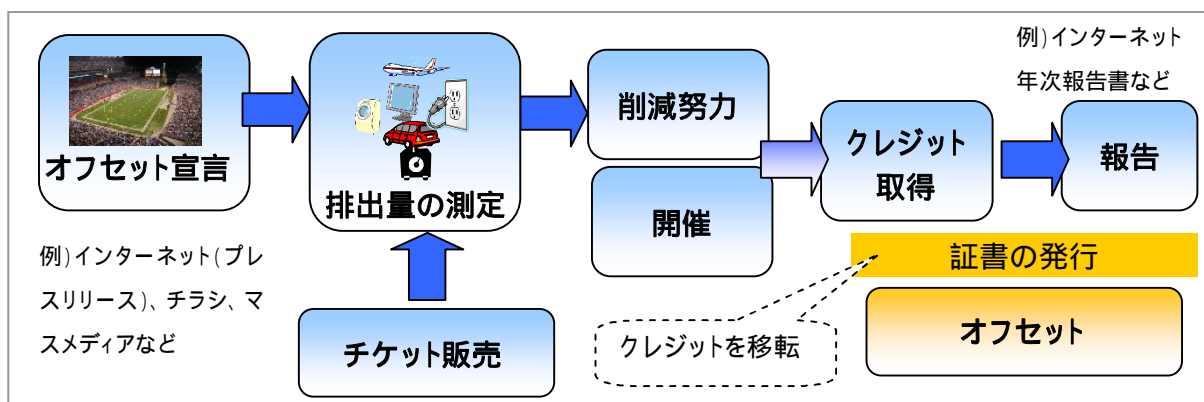 オフセット宣言
例)インターネット(プレ
スリリース)、チラシ、マ
スメディアなど
排出量の測定
チケット販売
削減努力
開催
クレジット
取得
例)インターネット
年次報告書など
報告
証書の発行
クレジットを移転
オフセット